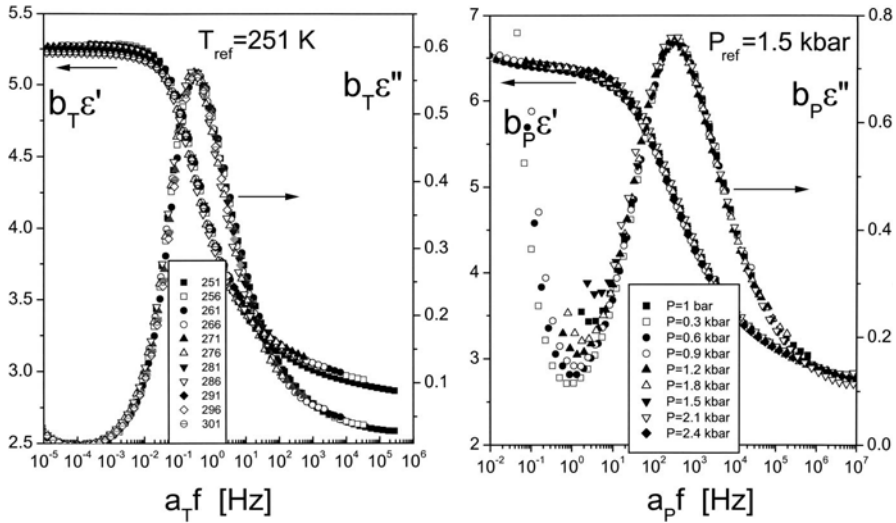 T_ref=251 K
b_Tε'
b_Tε''
5.5
5.0
4.5
4.0
3.5
3.0
2.5
0.6
0.5
0.4
0.3
0.2
0.1
251
256
261
266
271
276
281
286
291
296
301
10^-5 10^-4 10^-3 10^-2 10^-1 10^0 10^1 10^2 10^3 10^4 10^5 10^6
a_Tf [Hz]
P_ref=1.5 kbar
b_Pε'
b_Pε''
7
6
5
4
3
2
0.8
0.6
0.4
0.2
0.0
P=1 bar
P=0.3 kbar
P=0.6 kbar
P=0.9 kbar
P=1.2 kbar
P=1.8 kbar
P=1.5 kbar
P=2.1 kbar
P=2.4 kbar
10^-2 10^-1 10^0 10^1 10^2 10^3 10^4 10^5 10^6 10^7
a_Pf [Hz]